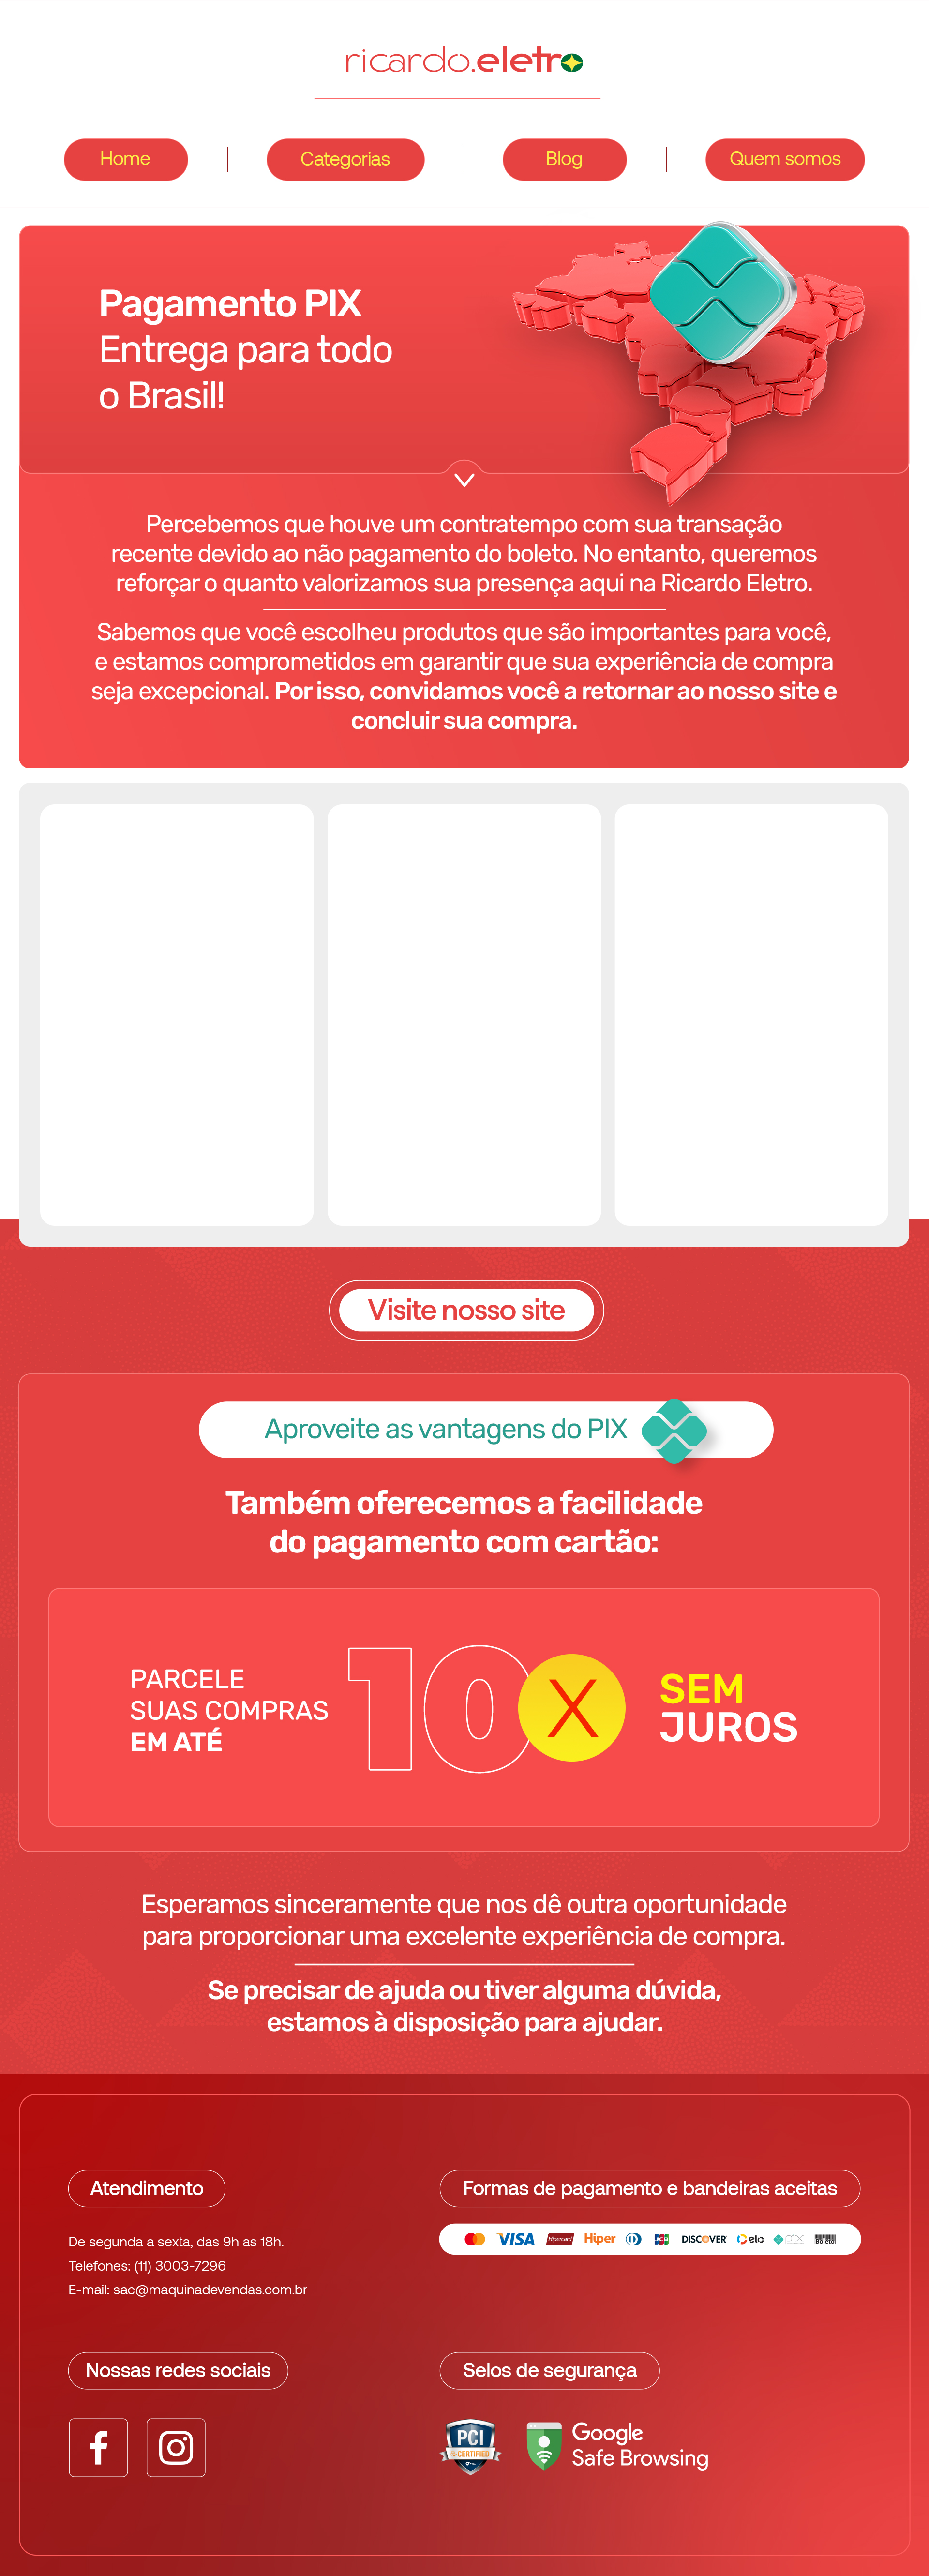 ricardo.eletro
Home
Categorias
Blog
Quem somos
Pagamento PIX
Entrega para todo
o Brasil!
Percebemos que houve um contratempo com sua transação
recente devido ao não pagamento do boleto. No entanto, queremos
reforçar o quanto valorizamos sua presença aqui na Ricardo Eletro.
Sabemos que você escolheu produtos que são importantes para você,
e estamos comprometidos em garantir que sua experiência de compra
seja excepcional. Por isso, convidamos você a retornar ao nosso site e
concluir sua compra.
Visite nosso site
Aproveite as vantagens do PIX
Também oferecemos a facilidade
do pagamento com cartão:
PARCELE
SUAS COMPRAS
EM ATÉ
10X
SEM
JUROS
Esperamos sinceramente que nos dê outra oportunidade
para proporcionar uma excelente experiência de compra.
Se precisar de ajuda ou tiver alguma dúvida,
estamos à disposição para ajudar.
Atendimento
De segunda a sexta, das 9h as 18h.
Telefones: (11) 3003-7296
E-mail: sac@maquinadevendas.com.br
Formas de pagamento e bandeiras aceitas
VISA Hipercard Hiper JCB DISCOVER elo pix Boleto
Nossas redes sociais
Selos de segurança
PCI
CERTIFIED
Google
Safe Browsing